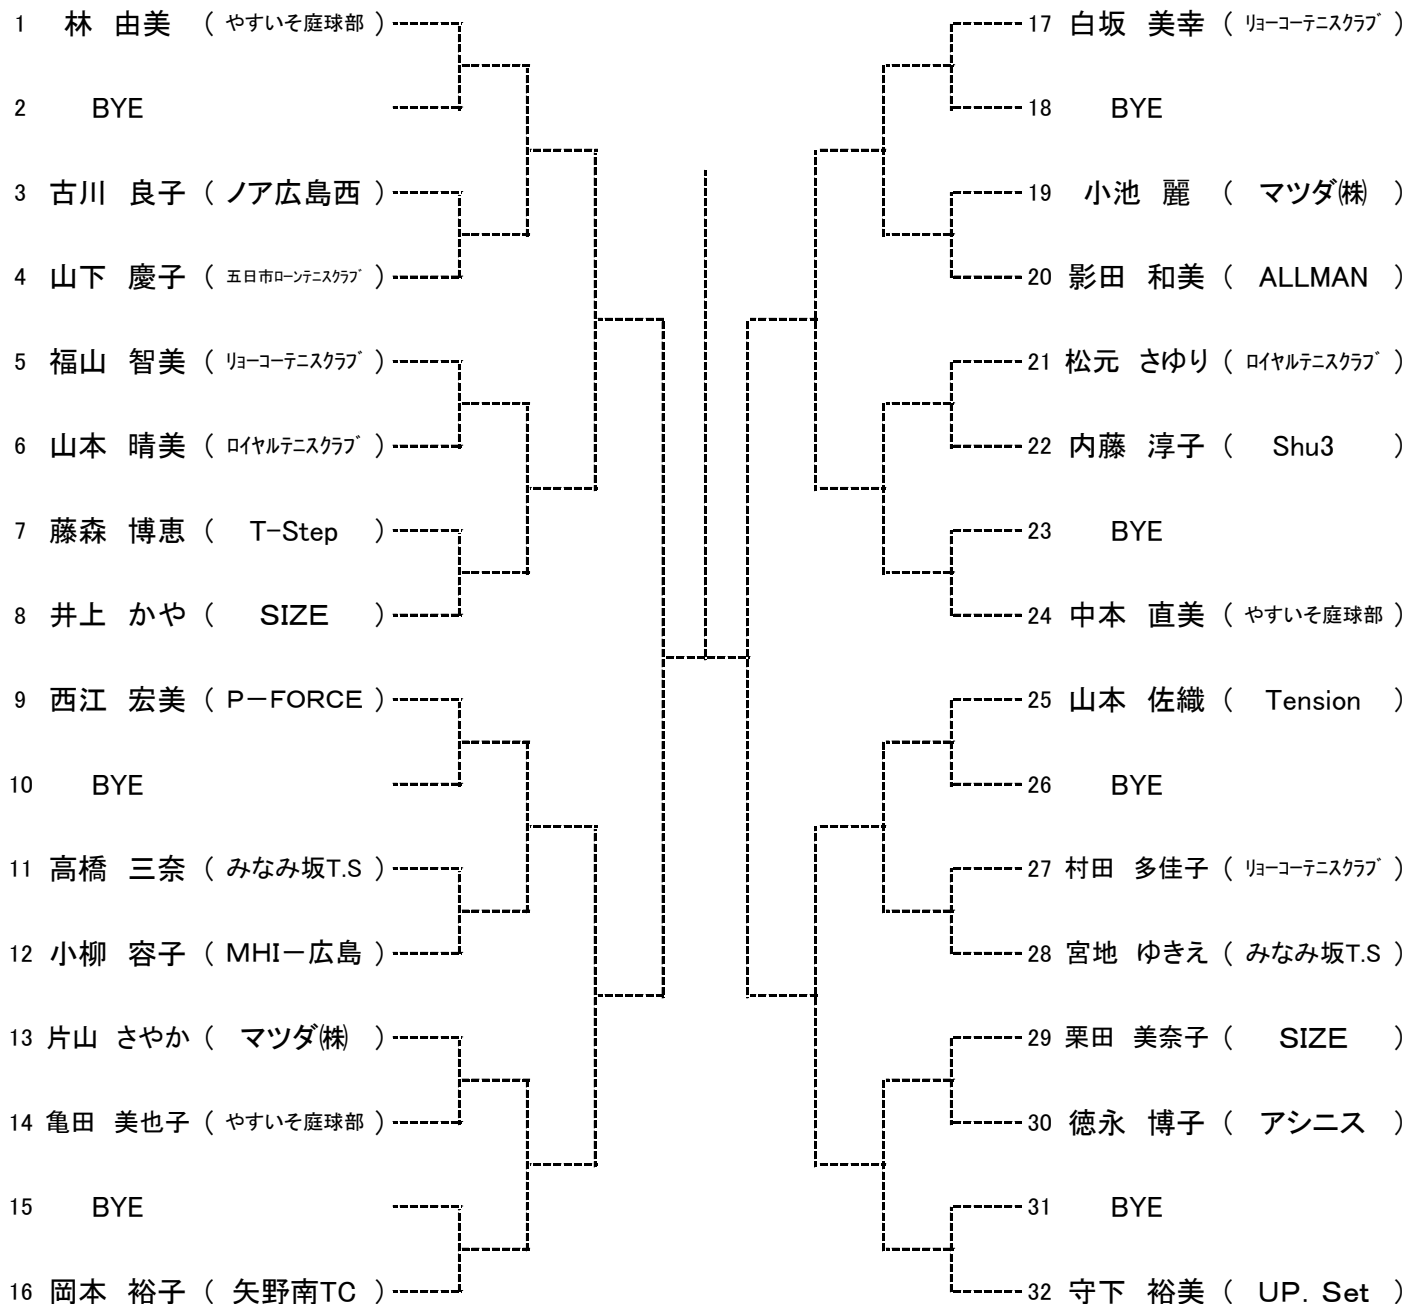 1 林 由美 ( やすいそ庭球部 )
2 BYE
3 古川 良子 ( ノア広島西 )
4 山下 慶子 ( 五日市ローンテニスクラブ )
5 福山 智美 ( リョーコーテニスクラブ )
6 山本 晴美 ( ロイヤルテニスクラブ )
7 藤森 博恵 ( T-Step )
8 井上 かや ( SIZE )
9 西江 宏美 ( P-FORCE )
10 BYE
11 高橋 三奈 ( みなみ坂T.S )
12 小柳 容子 ( MHI-広島 )
13 片山 さやか ( マツダ㈱ )
14 亀田 美也子 ( やすいそ庭球部 )
15 BYE
16 岡本 裕子 ( 矢野南TC )
17 白坂 美幸 ( リョーコーテニスクラブ )
18 BYE
19 小池 麗 ( マツダ㈱ )
20 影田 和美 ( ALLMAN )
21 松元 さゆり ( ロイヤルテニスクラブ )
22 内藤 淳子 ( Shu3 )
23 BYE
24 中本 直美 ( やすいそ庭球部 )
25 山本 佐織 ( Tension )
26 BYE
27 村田 多佳子 ( リョーコーテニスクラブ )
28 宮地 ゆきえ ( みなみ坂T.S )
29 栗田 美奈子 ( SIZE )
30 徳永 博子 ( アシニス )
31 BYE
32 守下 裕美 ( UP. Set )